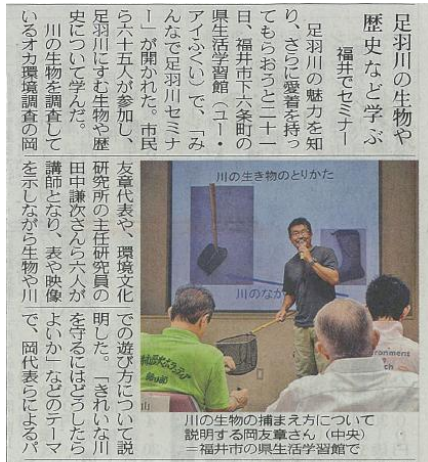 足羽川の生物や
歴史など学ぶ
福井でセミナー
足羽川の魅力を知
り、さらに愛着を持っ
てもらおうと二十一
日、福井市下六条町の
県生活学習館（ユー・
アイふくい）で、「み
んなで足羽川セミナ
ー」が開かれた。市民
ら六十五人が参加し、
足羽川にすむ生物や歴
史について学んだ。
川の生物を調査して
いるオカ環境調査の岡
友章代表や、環境文化
研究所の主任研究員の
田中謙次さんら六人が
講師となり、表や映像
を示しながら生物や川
での遊び方について説
明した。「きれいな川
を守るにはどうしたら
よいか」などのテーマ
で、岡代表らによるパ
川の生き物のとりかた
川のなか
川の生物の捕まえ方について
説明する岡友章さん（中央）
＝福井市の県生活学習館で